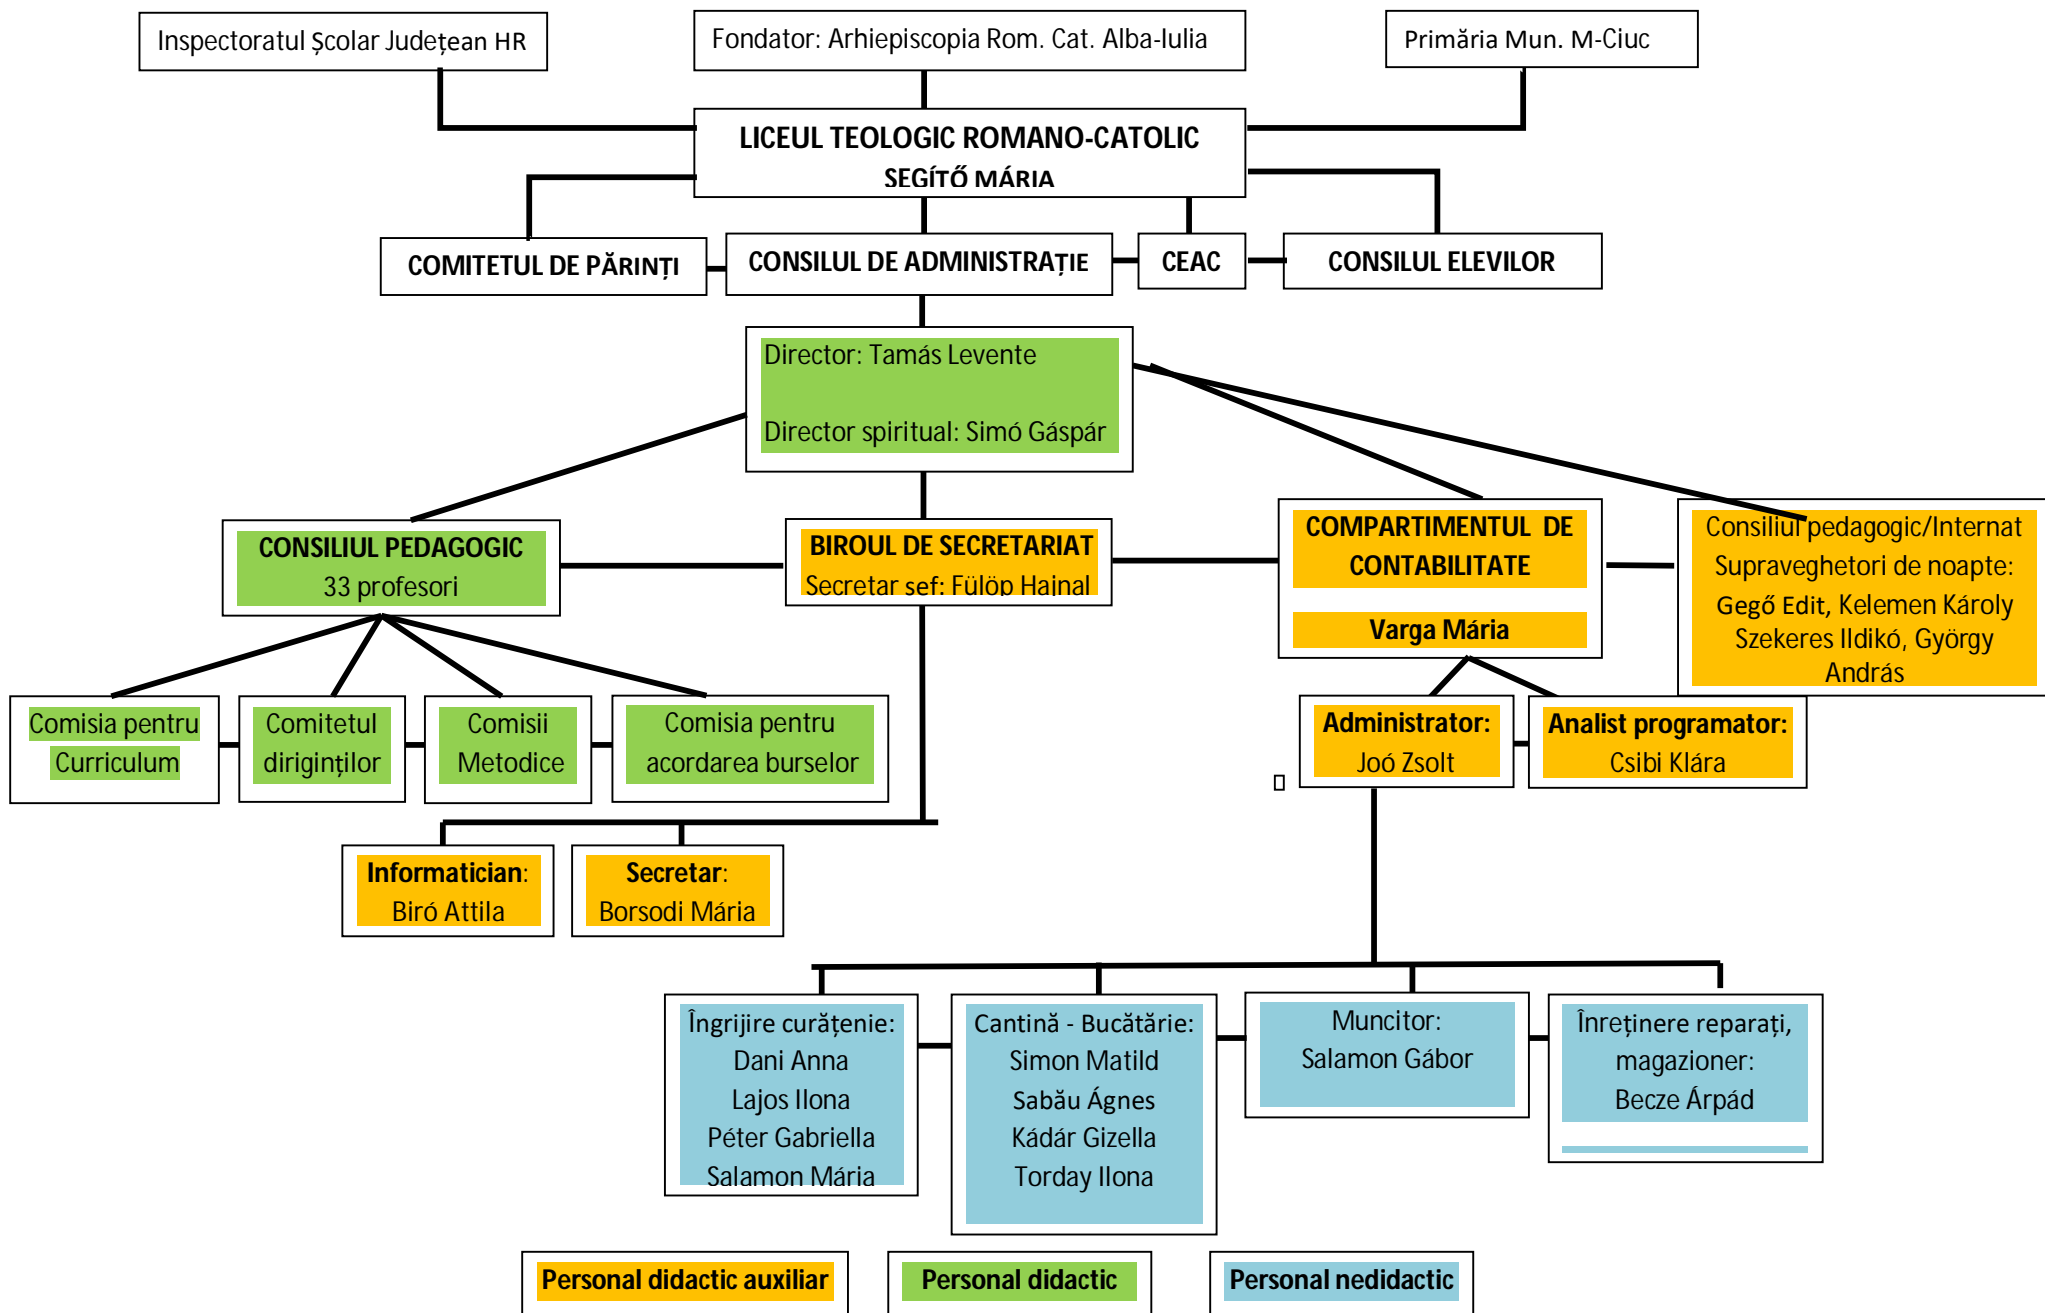 Inspectoratul Școlar Județean HR
Fondator: Arhiepiscopia Rom. Cat. Alba-Iulia
Primăria Mun. M-Ciuc
LICEUL TEOLOGIC ROMANO-CATOLIC
SEGÍTŐ MÁRIA
COMITETUL DE PĂRINȚI
CONSILUL DE ADMINISTRAȚIE
CEAC
CONSILUL ELEVILOR
Director: Tamás Levente
Director spiritual: Simó Gáspár
CONSILIUL PEDAGOGIC
33 profesori
BIROUL DE SECRETARIAT
Secretar sef: Fülöp Hajnal
COMPARTIMENTUL DE
CONTABILITATE
Varga Mária
Consiliul pedagogic/Internat
Supraveghetori de noapte:
Gegő Edit, Kelemen Károly
Szekeres Ildikó, György
András
Comisia pentru
Curriculum
Comitetul
diriginților
Comisii
Metodice
Comisia pentru
acordarea burselor
Administrator:
Joó Zsolt
Analist programator:
Csibi Klára
Informatician:
Biró Attila
Secretar:
Borsodi Mária
Îngrijire curățenie:
Dani Anna
Lajos Ilona
Péter Gabriella
Salamon Mária
Cantină - Bucătărie:
Simon Matild
Sabău Ágnes
Kádár Gizella
Torday Ilona
Muncitor:
Salamon Gábor
Înreținere reparați,
magazioner:
Becze Árpád
Personal didactic auxiliar
Personal didactic
Personal nedidactic